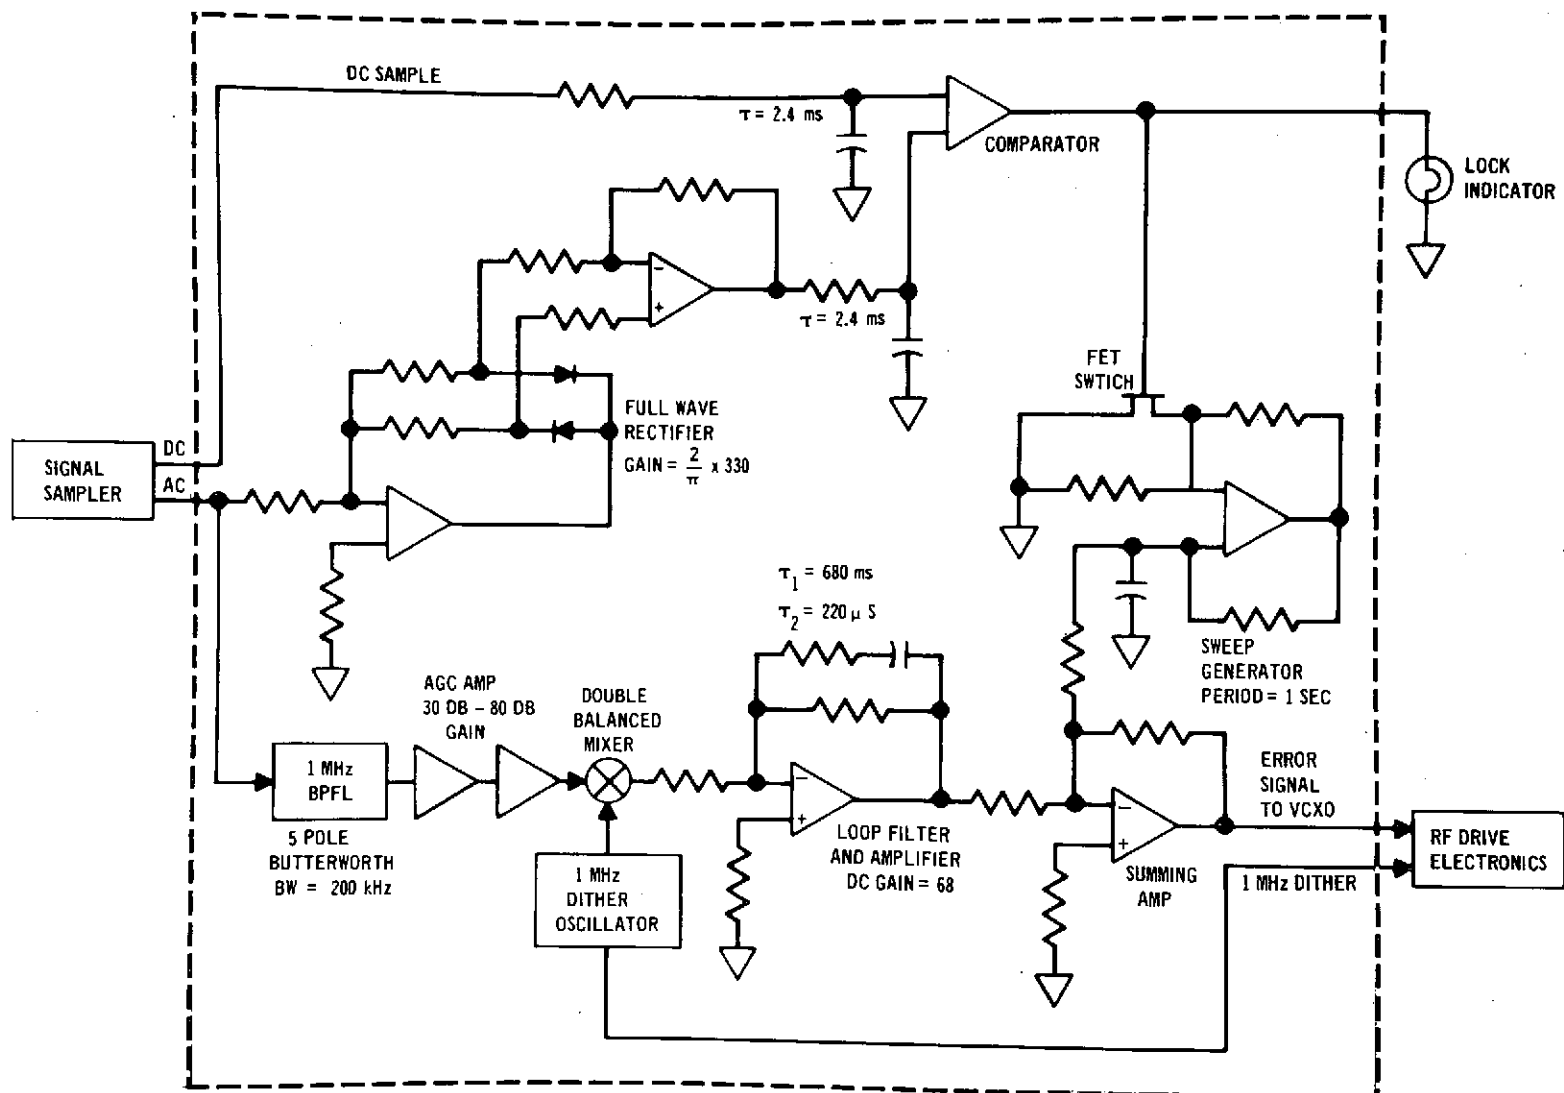 DC SAMPLE
τ = 2.4 ms
COMPARATOR
LOCK
INDICATOR
−
+
τ = 2.4 ms
FET
SWTICH
FULL WAVE
RECTIFIER
GAIN = 2/π x 330
SIGNAL
SAMPLER
DC
AC
τ1 = 680 ms
τ2 = 220 μ S
SWEEP
GENERATOR
PERIOD = 1 SEC
AGC AMP
30 DB – 80 DB
GAIN
DOUBLE
BALANCED
MIXER
1 MHz
BPFL
5 POLE
BUTTERWORTH
BW = 200 kHz
1 MHz
DITHER
OSCILLATOR
−
+
LOOP FILTER
AND AMPLIFIER
DC GAIN = 68
−
+
SUMMING
AMP
ERROR
SIGNAL
TO VCXO
1 MHz DITHER
RF DRIVE
ELECTRONICS